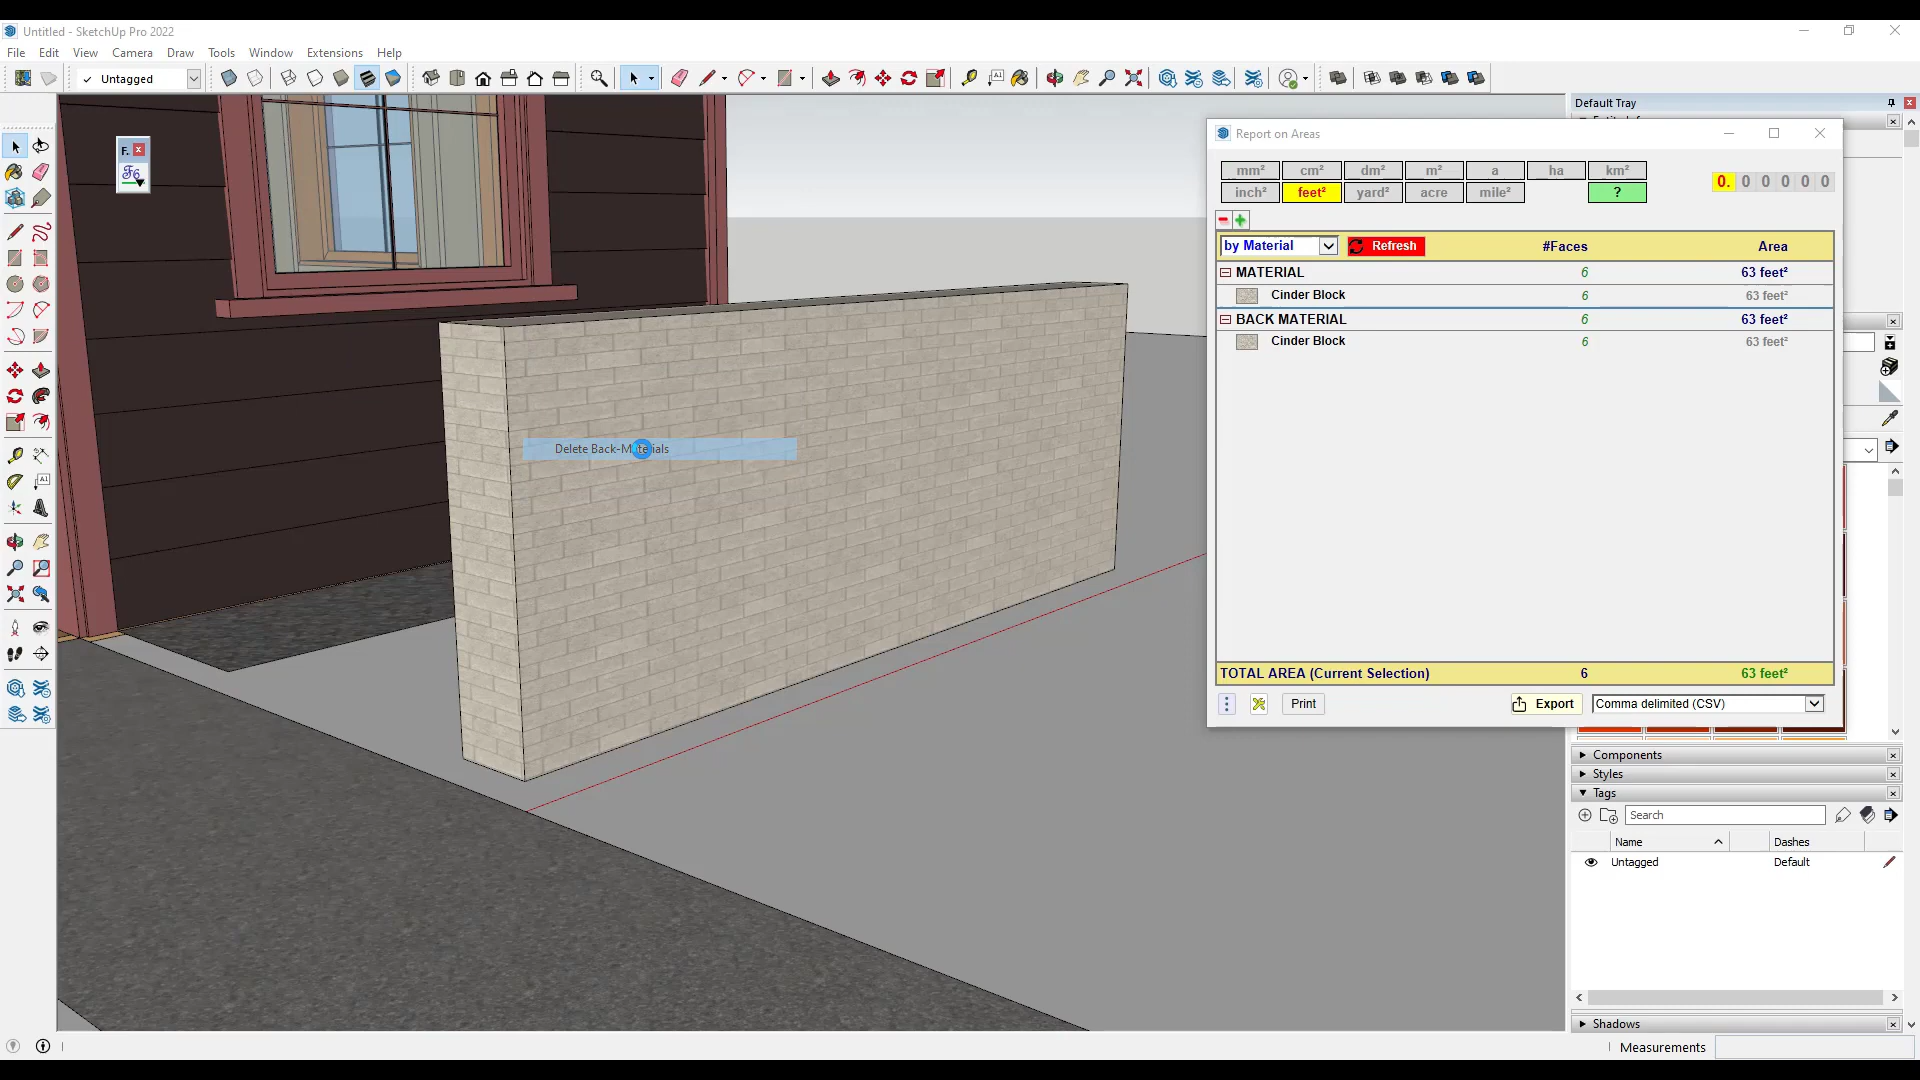 Untitled - SketchUp Pro 2022
File Edit View Camera Draw Tools Window Extensions Help
✓ Untagged
Default Tray
F.
Report on Areas
mm² cm² dm² m² a ha km²
inch² feet² yard² acre mile² ?
0. 0 0 0 0 0
by Material Refresh #Faces Area
MATERIAL 6 63 feet²
Cinder Block 6 63 feet²
BACK MATERIAL 6 63 feet²
Cinder Block 6 63 feet²
Delete Back-Materials
TOTAL AREA (Current Selection) 6 63 feet²
Print Export Comma delimited (CSV)
Components
Styles
Tags
Search
Name Dashes
Untagged Default
Shadows
Measurements